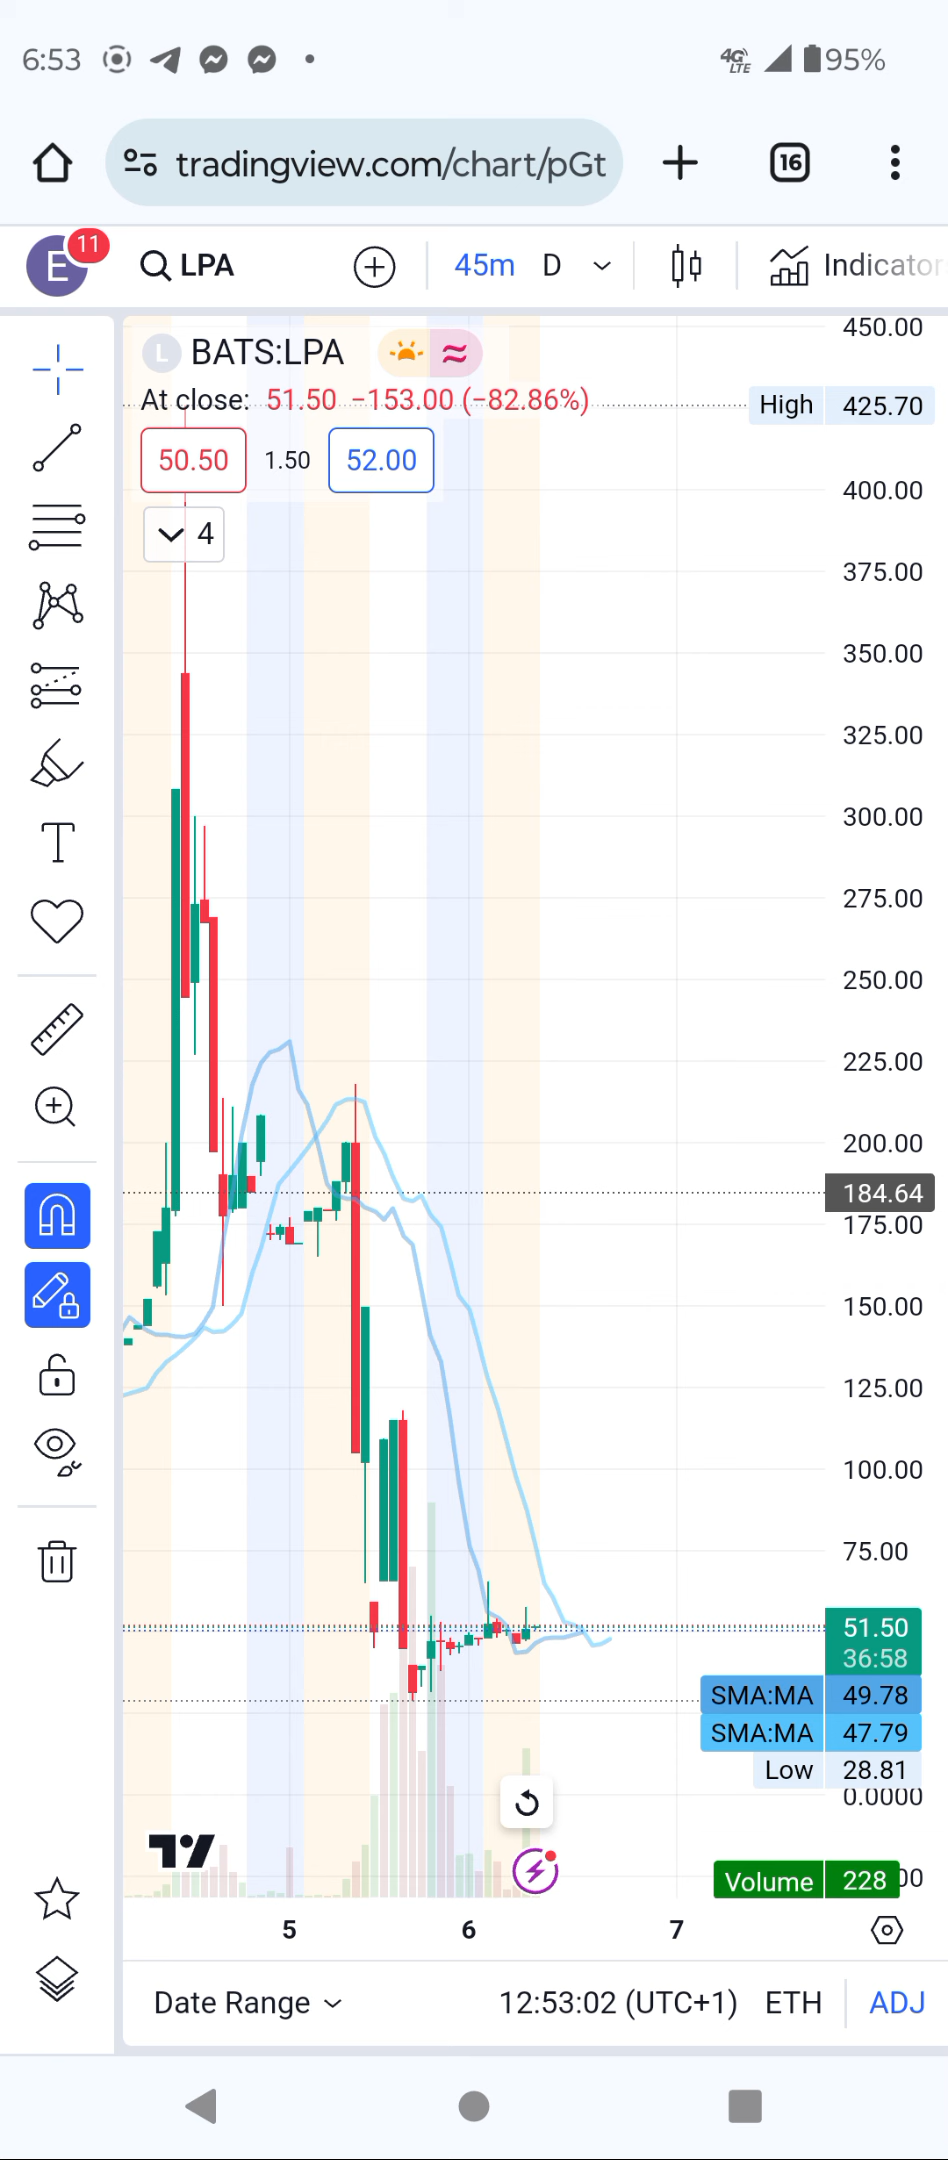 6:53
4G LTE 95%
tradingview.com/chart/pGt
16
E 11 LPA 45m D Indicator
450.00
L BATS:LPA
At close: 51.50 −153.00 (−82.86%)
High 425.70
50.50 1.50 52.00
400.00
4
375.00
350.00
325.00
300.00
275.00
250.00
225.00
200.00
184.64
175.00
150.00
125.00
100.00
75.00
51.50
36:58
SMA:MA 49.78
SMA:MA 47.79
Low 28.81
0.0000
Volume 228
5 6 7
Date Range 12:53:02 (UTC+1) ETH ADJ